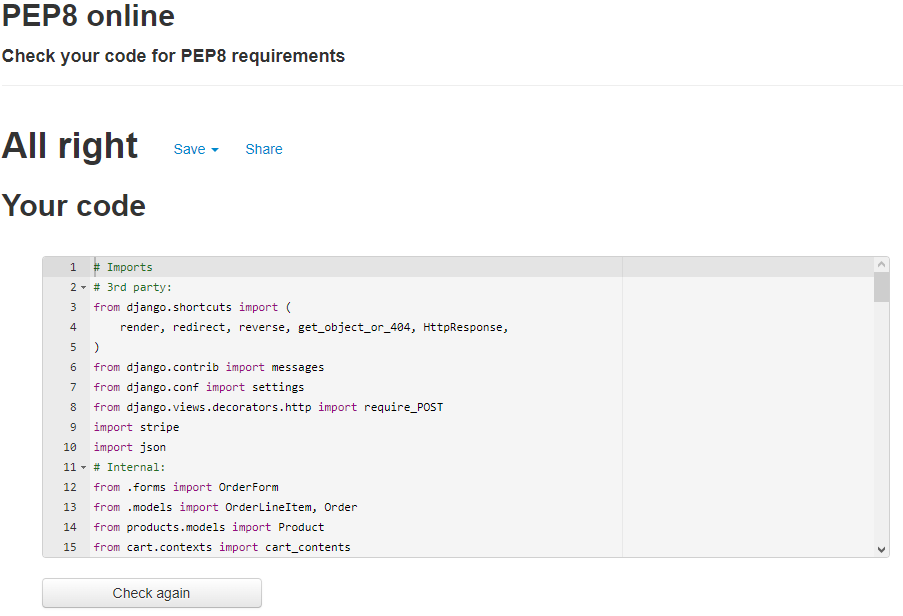 PEP8 online
Check your code for PEP8 requirements
All right Save Share
Your code
1 # Imports
2 # 3rd party:
3 from django.shortcuts import (
4     render, redirect, reverse, get_object_or_404, HttpResponse,
5 )
6 from django.contrib import messages
7 from django.conf import settings
8 from django.views.decorators.http import require_POST
9 import stripe
10 import json
11 # Internal:
12 from .forms import OrderForm
13 from .models import OrderLineItem, Order
14 from products.models import Product
15 from cart.contexts import cart_contents
Check again